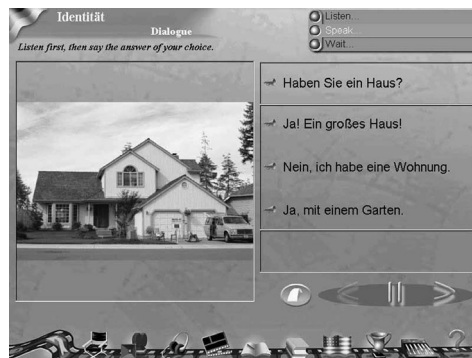 Identität
Dialogue
Listen first, then say the answer of your choice.
Listen...
Speak...
Wait...
Haben Sie ein Haus?
Ja! Ein großes Haus!
Nein, ich habe eine Wohnung.
Ja, mit einem Garten.